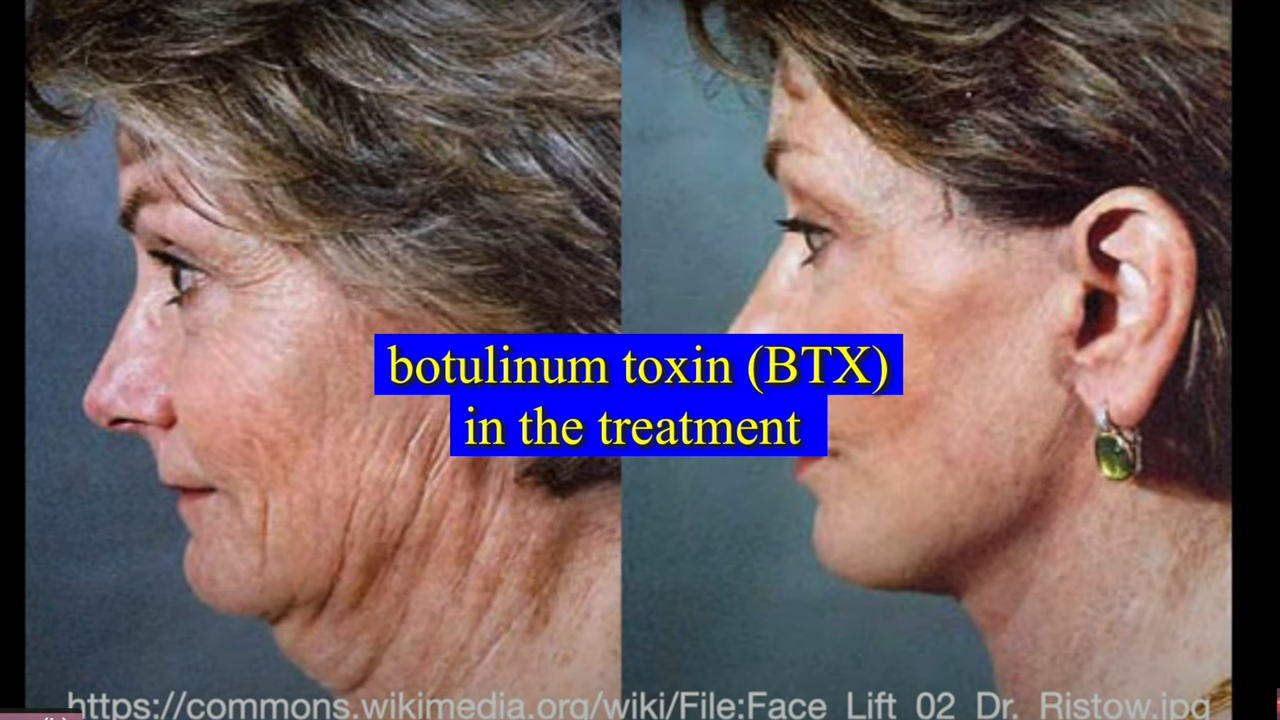 botulinum toxin (BTX)
in the treatment
https://commons.wikimedia.org/wiki/File:Face_Lift_02_Dr._Ristow.jpg